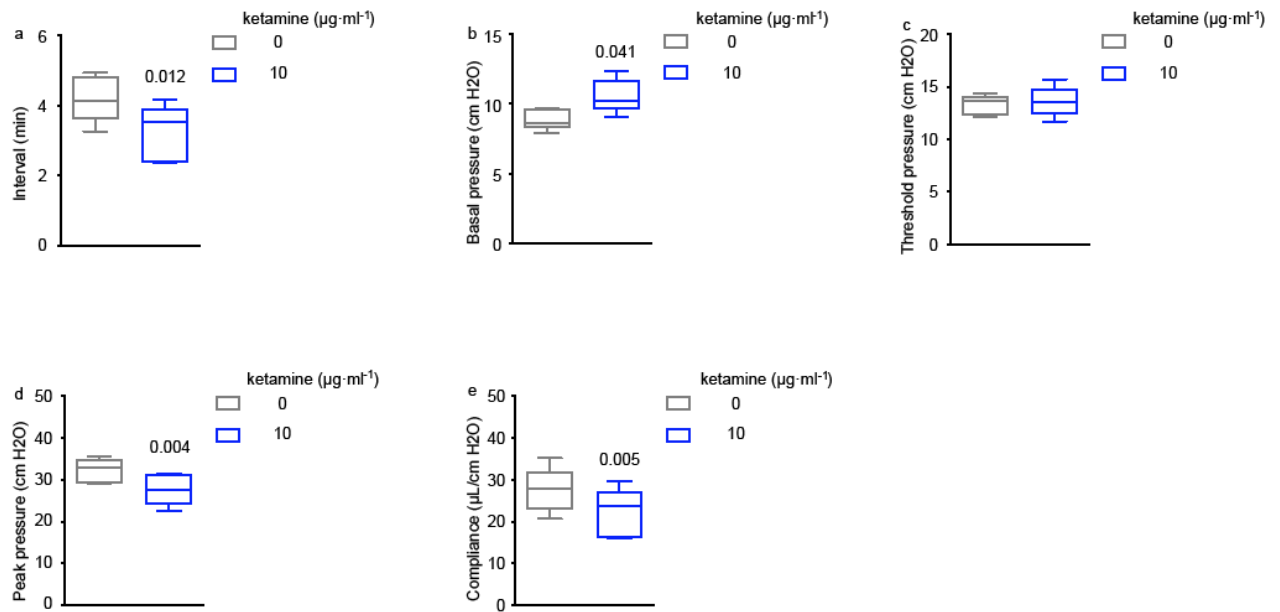 a
ketamine (µg·ml-1)
0
10
6
4
2
0
0.012
Interval (min)
b
ketamine (µg·ml-1)
0
10
15
10
5
0
0.041
Basal pressure (cm H2O)
c
ketamine (µg·ml-1)
0
10
20
15
10
5
0
Threshold pressure (cm H2O)
d
ketamine (µg·ml-1)
0
10
50
40
30
20
10
0
0.004
Peak pressure (cm H2O)
e
ketamine (µg·ml-1)
0
10
50
40
30
20
10
0
0.005
Compliance (µL/cm H2O)